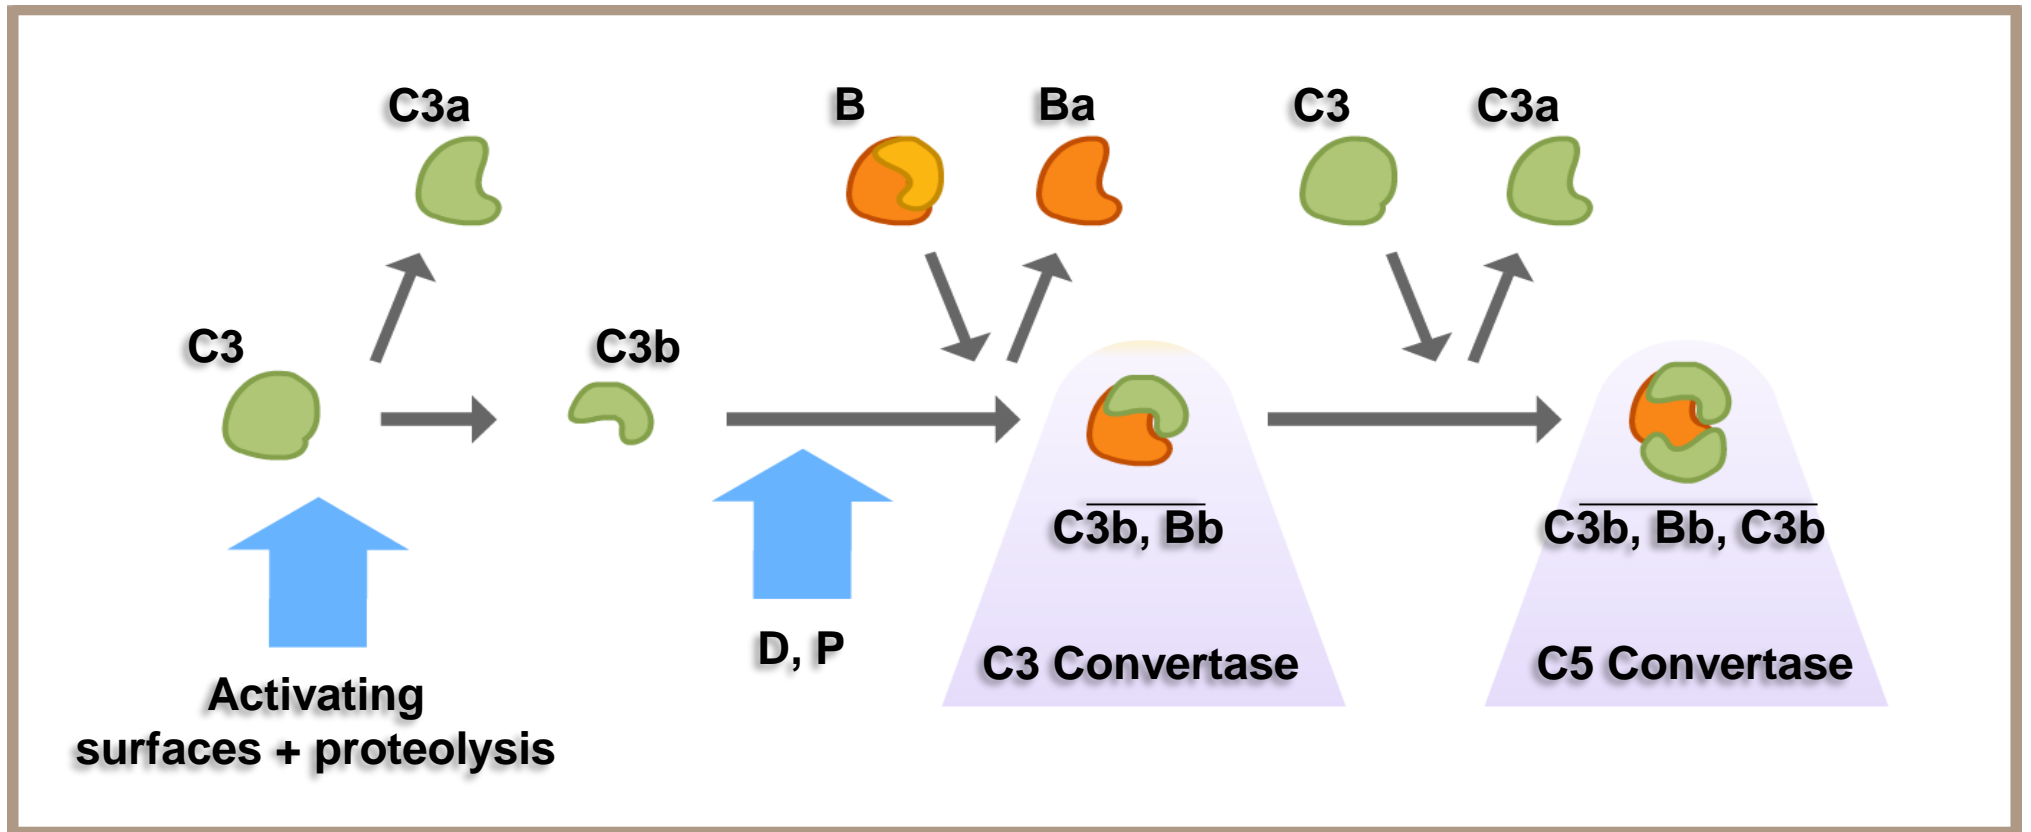 C3a
B
Ba
C3
C3a
C3
C3b
C3b, Bb
C3b, Bb, C3b
D, P
C3 Convertase
C5 Convertase
Activating
surfaces + proteolysis